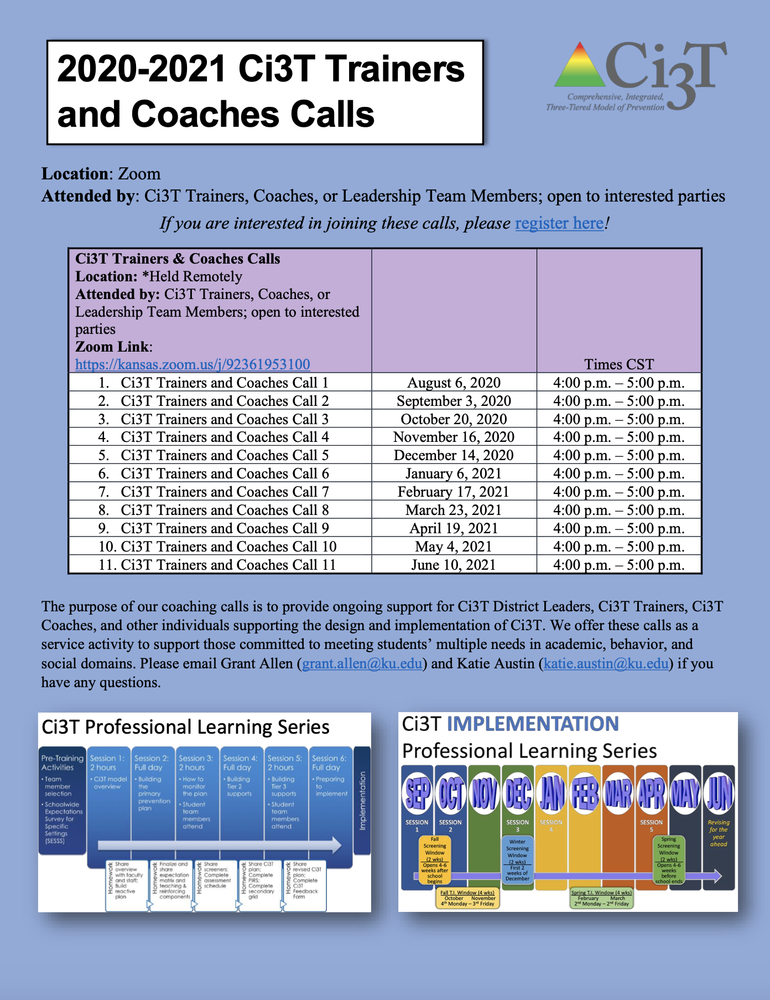 2020-2021 Ci3T Trainers
and Coaches Calls
Ci3T
Comprehensive, Integrated,
Three-Tiered Model of Prevention
Location: Zoom
Attended by: Ci3T Trainers, Coaches, or Leadership Team Members; open to interested parties
If you are interested in joining these calls, please register here!
Ci3T Trainers & Coaches Calls
Location: *Held Remotely
Attended by: Ci3T Trainers, Coaches, or
Leadership Team Members; open to interested
parties
Zoom Link:
https://kansas.zoom.us/j/92361953100
Times CST
1. Ci3T Trainers and Coaches Call 1 August 6, 2020 4:00 p.m. – 5:00 p.m.
2. Ci3T Trainers and Coaches Call 2 September 3, 2020 4:00 p.m. – 5:00 p.m.
3. Ci3T Trainers and Coaches Call 3 October 20, 2020 4:00 p.m. – 5:00 p.m.
4. Ci3T Trainers and Coaches Call 4 November 16, 2020 4:00 p.m. – 5:00 p.m.
5. Ci3T Trainers and Coaches Call 5 December 14, 2020 4:00 p.m. – 5:00 p.m.
6. Ci3T Trainers and Coaches Call 6 January 6, 2021 4:00 p.m. – 5:00 p.m.
7. Ci3T Trainers and Coaches Call 7 February 17, 2021 4:00 p.m. – 5:00 p.m.
8. Ci3T Trainers and Coaches Call 8 March 23, 2021 4:00 p.m. – 5:00 p.m.
9. Ci3T Trainers and Coaches Call 9 April 19, 2021 4:00 p.m. – 5:00 p.m.
10. Ci3T Trainers and Coaches Call 10 May 4, 2021 4:00 p.m. – 5:00 p.m.
11. Ci3T Trainers and Coaches Call 11 June 10, 2021 4:00 p.m. – 5:00 p.m.
The purpose of our coaching calls is to provide ongoing support for Ci3T District Leaders, Ci3T Trainers, Ci3T
Coaches, and other individuals supporting the design and implementation of Ci3T. We offer these calls as a
service activity to support those committed to meeting students’ multiple needs in academic, behavior, and
social domains. Please email Grant Allen (grant.allen@ku.edu) and Katie Austin (katie.austin@ku.edu) if you
have any questions.
Ci3T Professional Learning Series
Pre-Training
Activities
• Team
member
selection
• Schoolwide
Expectations
Survey for
Specific
Settings
(SESSS)
Session 1:
2 hours
• Ci3T model
overview
Session 2:
Full day
• Building
the
primary
prevention
plan
Session 3:
2 hours
• How to
monitor
the plan
• Student
team
members
attend
Session 4:
Full day
• Building
Tier 2
supports
Session 5:
2 hours
• Building
Tier 3
supports
• Student
team
members
attend
Session 6:
Full day
• Preparing
to
implement
Implementation
Homework
Share
overview
with faculty
and staff;
Build
reactive
plan
Homework
Finalize and
share
expectation
matrix and
teaching &
reinforcing
components
Homework
Share
screeners;
Complete
assessment
schedule
Homework
Share Ci3T
plan;
Complete
PIRS;
Complete
secondary
grid
Homework
Share
revised Ci3T
plan;
Complete
Ci3T
Feedback
Form
Ci3T IMPLEMENTATION
Professional Learning Series
SEP OCT NOV DEC JAN FEB MAR APR MAY JUN
SESSION
1
SESSION
2
SESSION
3
SESSION
4
SESSION
5
Revising
for the
year
ahead
Fall
Screening
Window
(2 wks)
Opens 4-6
weeks after
school
begins
Winter
Screening
Window
(2 wks)
First 2
weeks of
December
Spring
Screening
Window
(2 wks)
Opens 4-6
weeks
before
school ends
Fall T.I. Window (4 wks)
October November
4th Monday – 3rd Friday
Spring T.I. Window (4 wks)
February March
2nd Monday – 2nd Friday